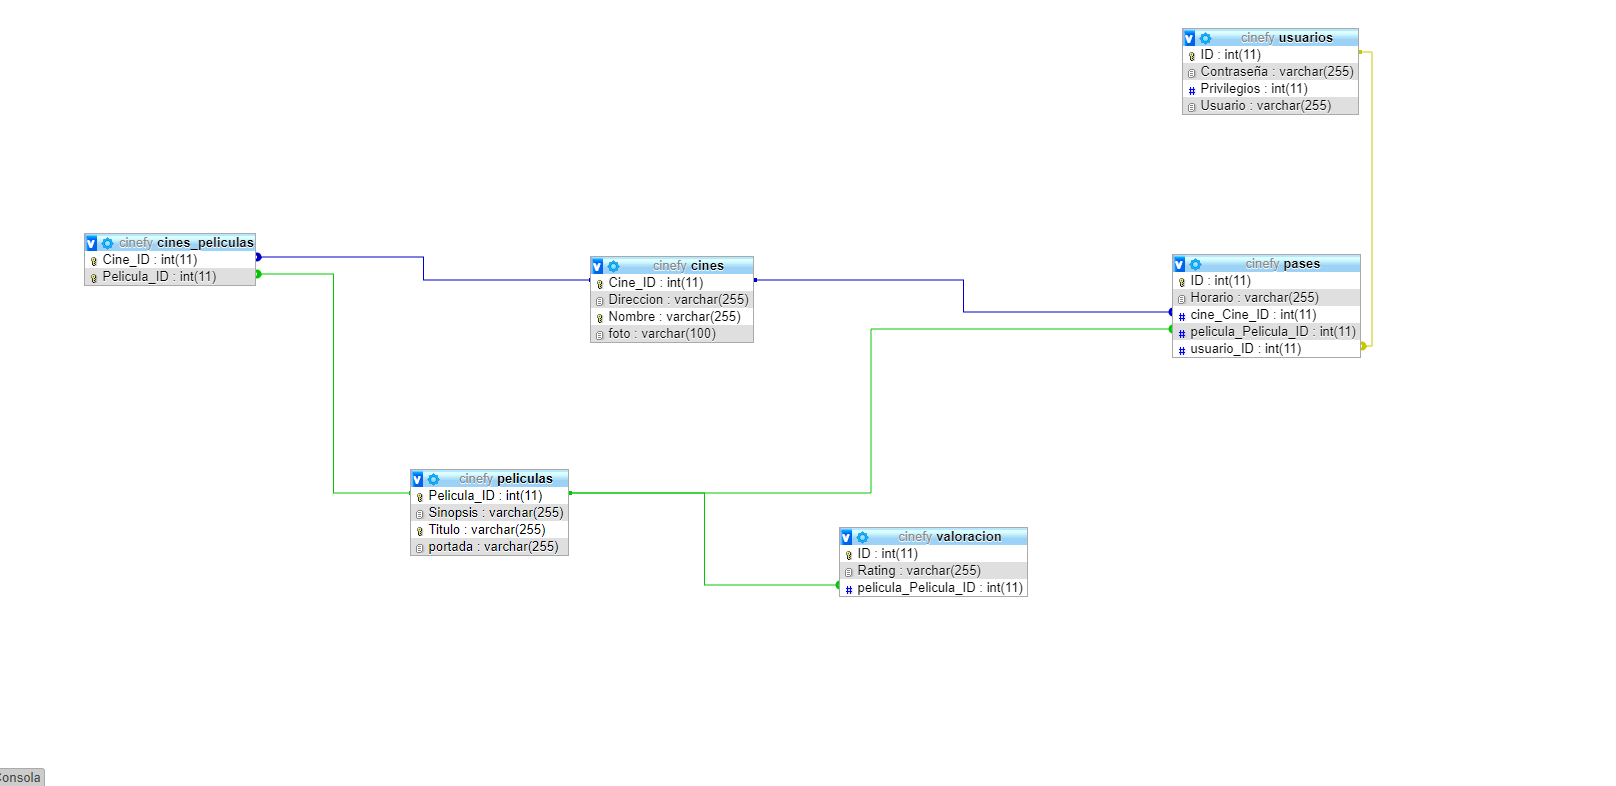 cinefy usuarios
ID : int(11)
Contraseña : varchar(255)
Privilegios : int(11)
Usuario : varchar(255)
cinefy cines_peliculas
Cine_ID : int(11)
Pelicula_ID : int(11)
cinefy cines
Cine_ID : int(11)
Direccion : varchar(255)
Nombre : varchar(255)
foto : varchar(100)
cinefy pases
ID : int(11)
Horario : varchar(255)
cine_Cine_ID : int(11)
pelicula_Pelicula_ID : int(11)
usuario_ID : int(11)
cinefy peliculas
Pelicula_ID : int(11)
Sinopsis : varchar(255)
Titulo : varchar(255)
portada : varchar(255)
cinefy valoracion
ID : int(11)
Rating : varchar(255)
pelicula_Pelicula_ID : int(11)
Consola